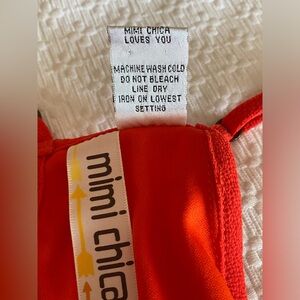 MIMI CHICA
LOVES YOU
MACHINE WASH COLD
DO NOT BLEACH
LINE DRY
IRON ON LOWEST
SETTING
mimi chica